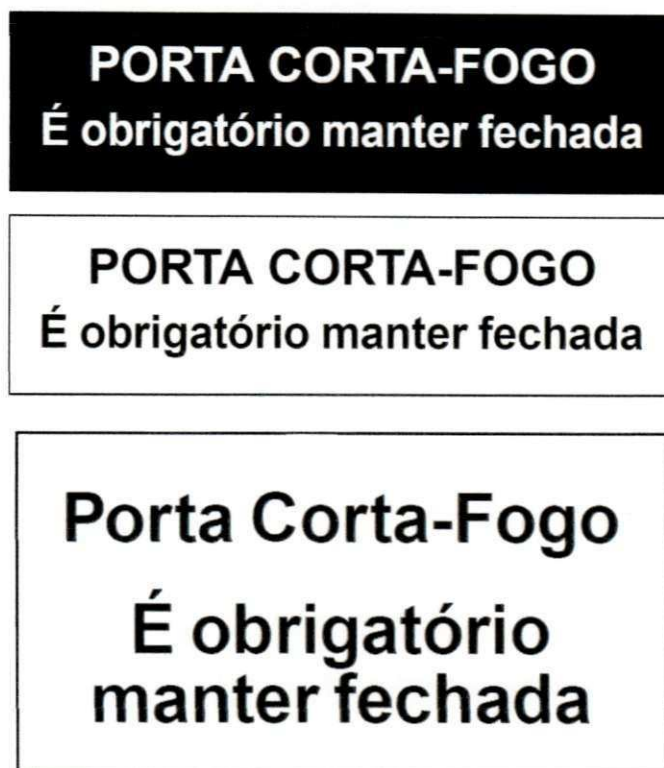 PORTA CORTA-FOGO
É obrigatório manter fechada
PORTA CORTA-FOGO
É obrigatório manter fechada
Porta Corta-Fogo
É obrigatório
manter fechada